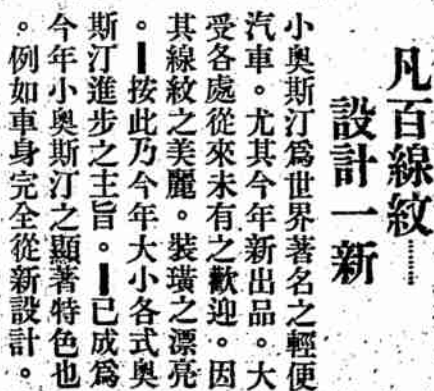 凡百線紋……
設計一新
小奥斯汀爲世界著名之輕便
汽車。尤其今年新出品。大
受各處從來未有之歡迎。因
其線紋之美麗。裝璜之漂亮
。┃按此乃今年大小各式奥
斯汀進步之主旨。┃已成爲
今年小奥斯汀之顯著特色也
。例如車身完全從新設計。